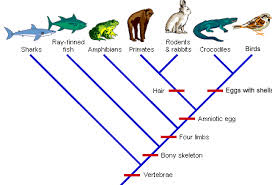 Sharks
Ray-finned
fish
Amphibians
Primates
Rodents
& rabbits
Crocodiles
Birds
Hair
Eggs with shells
Amniotic egg
Four limbs
Bony skeleton
Vertebrae